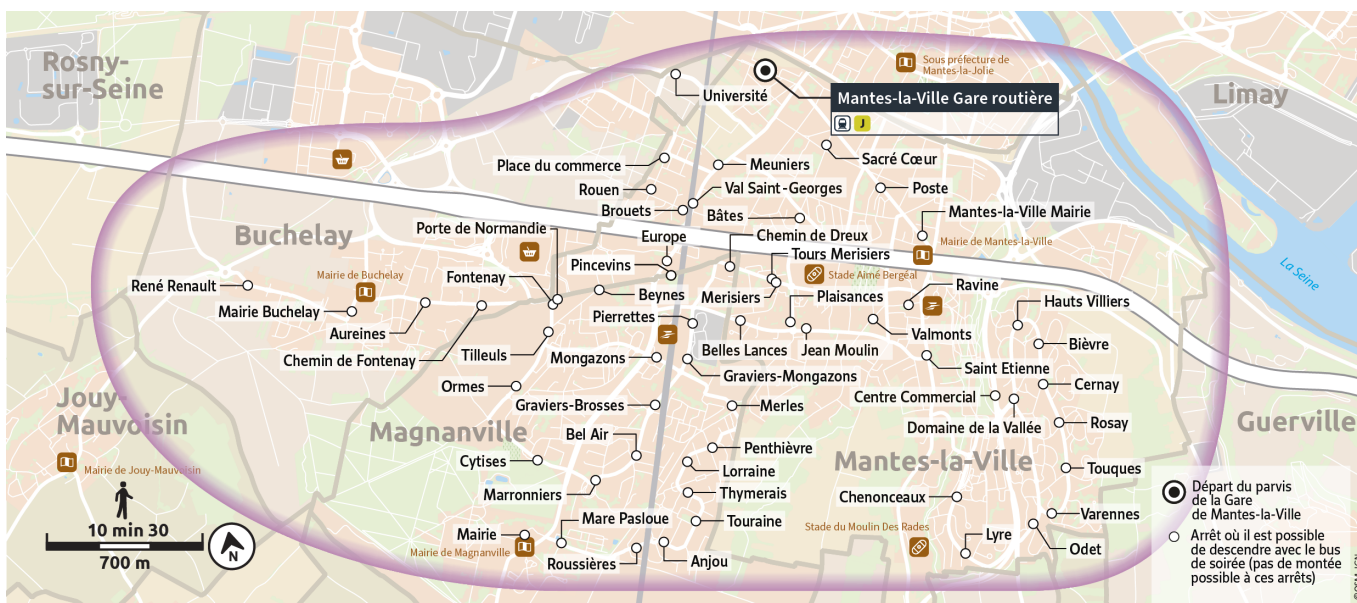 Rosny-
sur-Seine
Sous préfecture de
Mantes-la-Jolie
Limay
Université
Mantes-la-Ville Gare routière
J
Place du commerce
Meuniers
Sacré Cœur
Rouen
Val Saint-Georges
Poste
Brouets
Bâtes
Mantes-la-Ville Mairie
Buchelay
Porte de Normandie
Europe
Chemin de Dreux
Mairie de Mantes-la-Ville
Tours Merisiers
La Seine
Pincevins
Mairie de Buchelay
Fontenay
Stade Aimé Bergéal
René Renault
Beynes
Merisiers
Plaisances
Ravine
Hauts Villiers
Mairie Buchelay
Pierrettes
Aureines
Valmonts
Bièvre
Chemin de Fontenay
Tilleuls
Mongazons
Belles Lances
Jean Moulin
Saint Etienne
Graviers-Mongazons
Ormes
Cernay
Jouy-
Mauvoisin
Graviers-Brosses
Merles
Centre Commercial
Guerville
Magnanville
Bel Air
Domaine de la Vallée
Rosay
Penthièvre
Cytises
Lorraine
Mantes-la-Ville
Touques
Mairie de Jouy-Mauvoisin
Marronniers
Thymerais
Chenonceaux
Départ du parvis
de la Gare
de Mantes-la-Ville
Mare Pasloue
Touraine
Stade du Moulin Des Rades
Varennes
10 min 30
Mairie
Lyre
Arrêt où il est possible
de descendre avec le bus
de soirée (pas de montée
possible à ces arrêts)
N
Mairie de Magnanville
Odet
700 m
Roussières
Anjou
© OSM, IGN